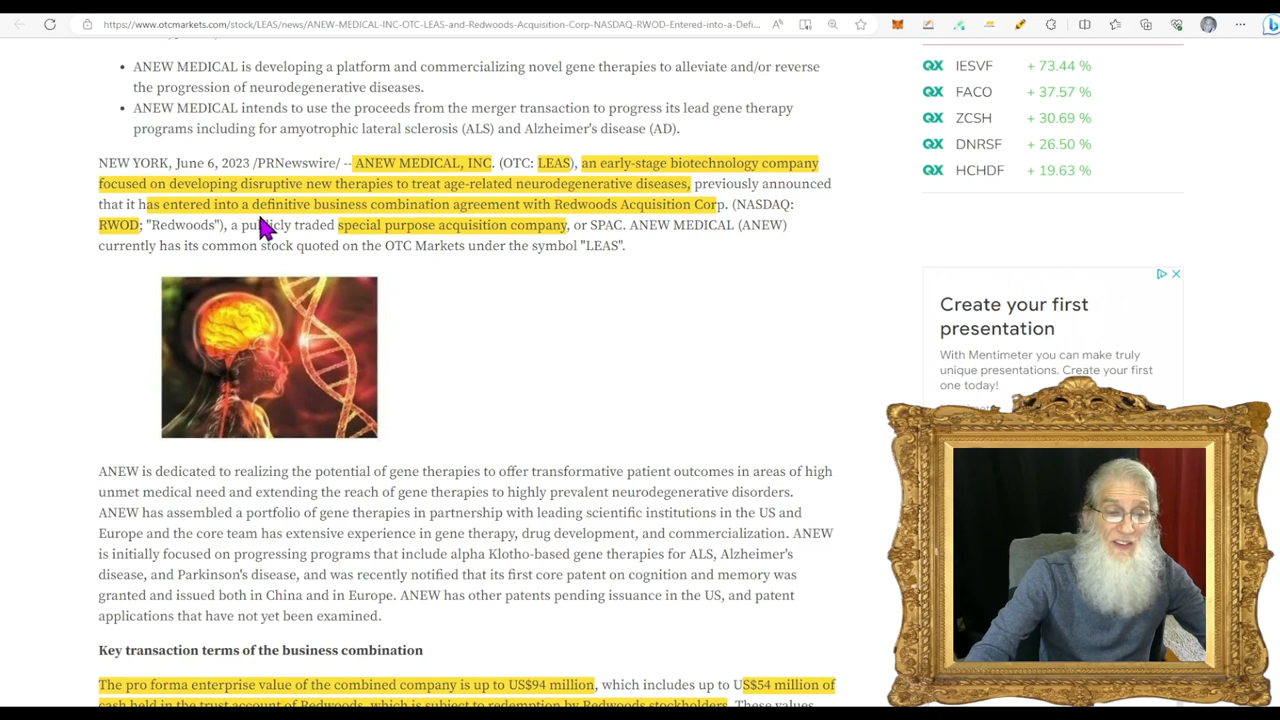 https://www.otcmarkets.com/stock/LEAS/news/ANEW-MEDICAL-INC-OTC-LEAS-and-Redwoods-Acquisition-Corp-NASDAQ-RWOD-Entered-into-a-Defi...
• ANEW MEDICAL is developing a platform and commercializing novel gene therapies to alleviate and/or reverse
the progression of neurodegenerative diseases.
• ANEW MEDICAL intends to use the proceeds from the merger transaction to progress its lead gene therapy
programs including for amyotrophic lateral sclerosis (ALS) and Alzheimer's disease (AD).
NEW YORK, June 6, 2023 /PRNewswire/ -- ANEW MEDICAL, INC. (OTC: LEAS), an early-stage biotechnology company
focused on developing disruptive new therapies to treat age-related neurodegenerative diseases, previously announced
that it has entered into a definitive business combination agreement with Redwoods Acquisition Corp. (NASDAQ:
RWOD; "Redwoods"), a publicly traded special purpose acquisition company, or SPAC. ANEW MEDICAL (ANEW)
currently has its common stock quoted on the OTC Markets under the symbol "LEAS".
ANEW is dedicated to realizing the potential of gene therapies to offer transformative patient outcomes in areas of high
unmet medical need and extending the reach of gene therapies to highly prevalent neurodegenerative disorders.
ANEW has assembled a portfolio of gene therapies in partnership with leading scientific institutions in the US and
Europe and the core team has extensive experience in gene therapy, drug development, and commercialization. ANEW
is initially focused on progressing programs that include alpha Klotho-based gene therapies for ALS, Alzheimer's
disease, and Parkinson's disease, and was recently notified that its first core patent on cognition and memory was
granted and issued both in China and in Europe. ANEW has other patents pending issuance in the US, and patent
applications that have not yet been examined.
Key transaction terms of the business combination
The pro forma enterprise value of the combined company is up to US$94 million, which includes up to US$54 million of
cash held in the trust account of Redwoods, which is subject to redemption by Redwoods stockholders. These values
QX IESVF + 73.44 %
QX FACO + 37.57 %
QX ZCSH + 30.69 %
QX DNRSF + 26.50 %
QX HCHDF + 19.63 %
Create your first
presentation
With Mentimeter you can make truly
unique presentations. Create your first
one today!